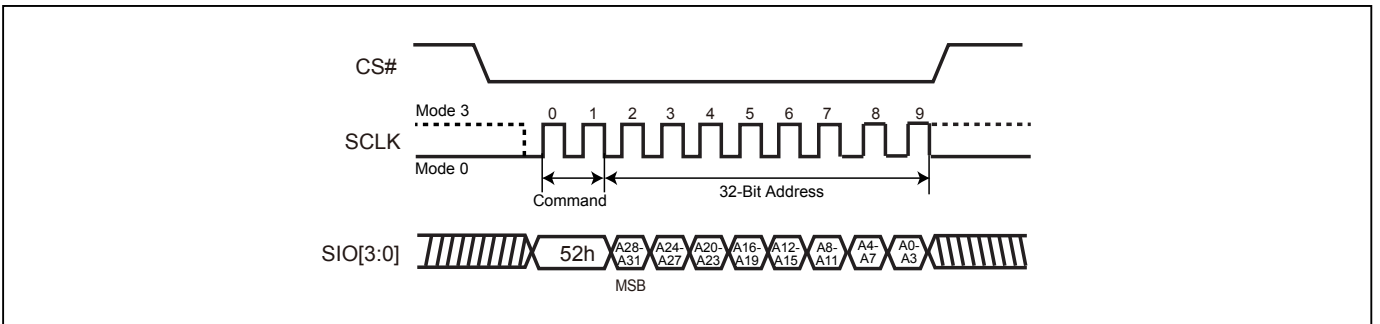 CS#
Mode 3
0 1 2 3 4 5 6 7 8 9
SCLK
Mode 0
Command
32-Bit Address
SIO[3:0]
52h
A28-
A31
A24-
A27
A20-
A23
A16-
A19
A12-
A15
A8-
A11
A4-
A7
A0-
A3
MSB